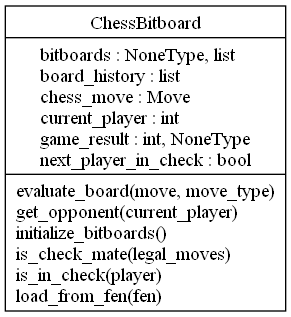 ChessBitboard
bitboards : NoneType, list
board_history : list
chess_move : Move
current_player : int
game_result : int, NoneType
next_player_in_check : bool
evaluate_board(move, move_type)
get_opponent(current_player)
initialize_bitboards()
is_check_mate(legal_moves)
is_in_check(player)
load_from_fen(fen)